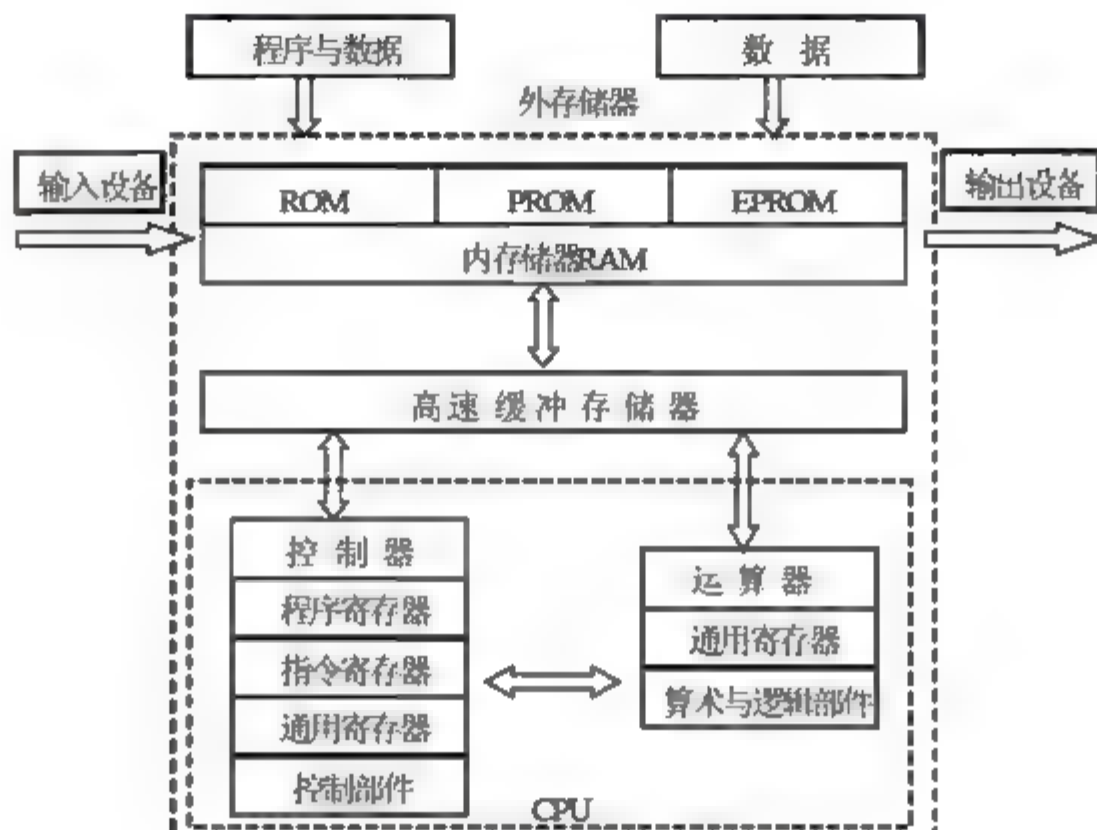 程序与数据
数 据
外存储器
输入设备
输出设备
ROM
PROM
EPROM
内存储器RAM
高速缓冲存储器
控制器
程序寄存器
指令寄存器
通用寄存器
控制部件
运算器
通用寄存器
算术与逻辑部件
CPU